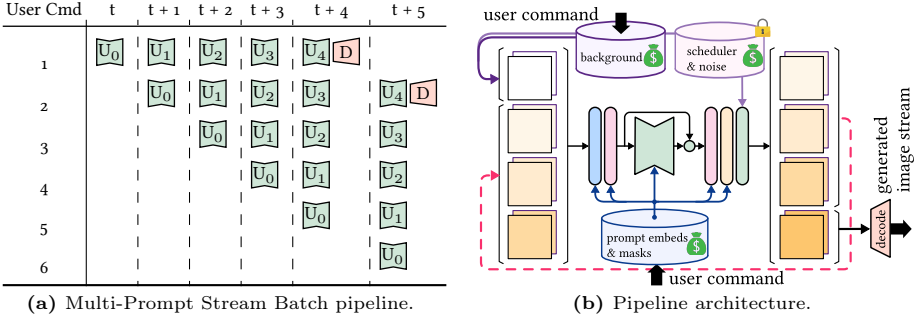 User Cmd t t + 1 t + 2 t + 3 t + 4 t + 5
1 U0 U1 U2 U3 U4 D
2 U0 U1 U2 U3 U4 D
3 U0 U1 U2 U3
4 U0 U1 U2
5 U0 U1
6 U0
(a) Multi-Prompt Stream Batch pipeline.
user command
background $
scheduler
& noise $
1
prompt embeds
& masks $
user command
decode
generated
image stream
(b) Pipeline architecture.